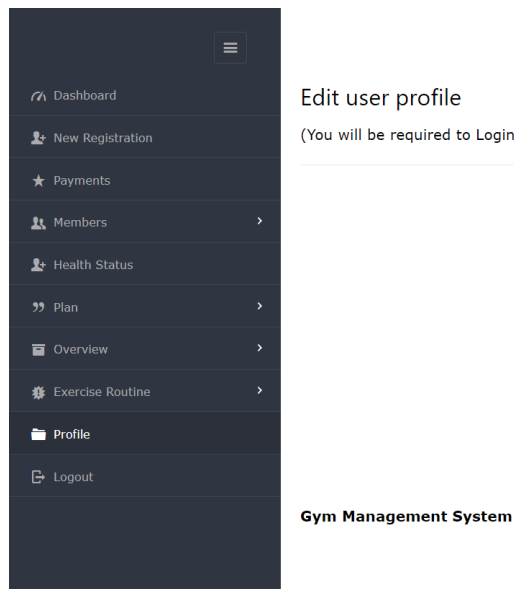 Dashboard
New Registration
Payments
Members
Health Status
Plan
Overview
Exercise Routine
Profile
Logout
Edit user profile
(You will be required to Login
Gym Management System